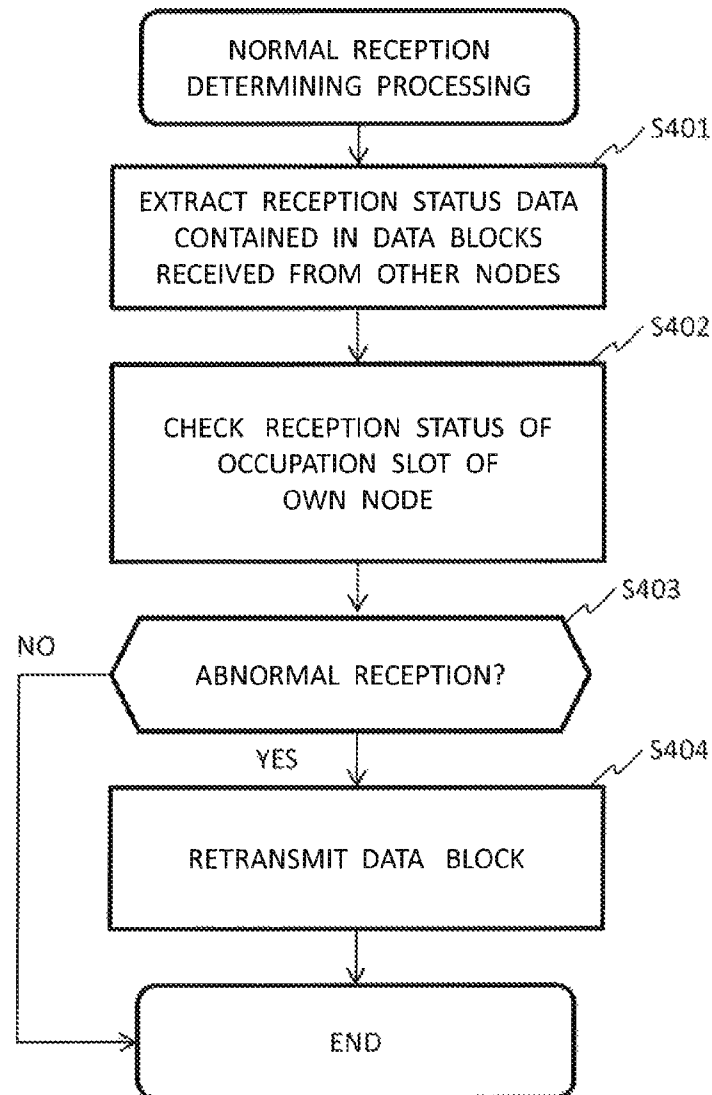 NORMAL RECEPTION
DETERMINING PROCESSING
S401
EXTRACT RECEPTION STATUS DATA
CONTAINED IN DATA BLOCKS
RECEIVED FROM OTHER NODES
S402
CHECK RECEPTION STATUS OF
OCCUPATION SLOT OF
OWN NODE
S403
NO
ABNORMAL RECEPTION?
YES
S404
RETRANSMIT DATA BLOCK
END